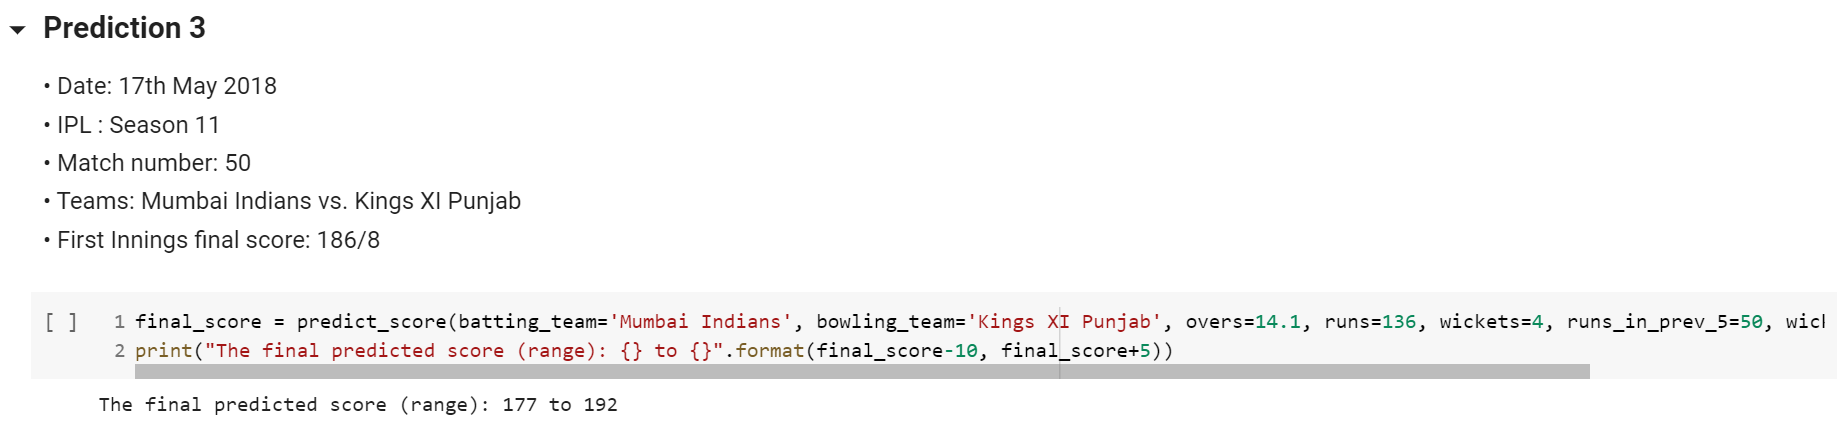 Prediction 3
• Date: 17th May 2018
• IPL : Season 11
• Match number: 50
• Teams: Mumbai Indians vs. Kings XI Punjab
• First Innings final score: 186/8
[ ] 1 final_score = predict_score(batting_team='Mumbai Indians', bowling_team='Kings XI Punjab', overs=14.1, runs=136, wickets=4, runs_in_prev_5=50,
2 print("The final predicted score (range): {} to {}".format(final_score-10, final_score+5))
The final predicted score (range): 177 to 192